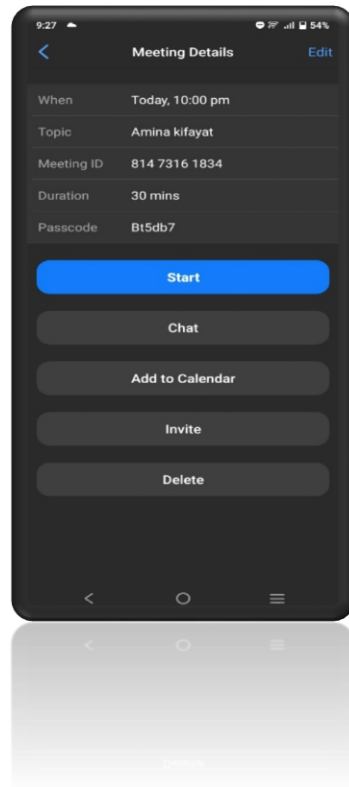 9:27 54%
Meeting Details Edit
When Today, 10:00 pm
Topic Amina kifayat
Meeting ID 814 7316 1834
Duration 30 mins
Passcode Bt5db7
Start
Chat
Add to Calendar
Invite
Delete